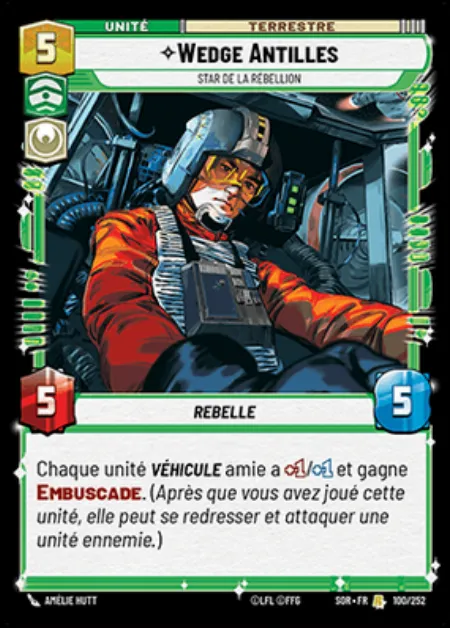 5
UNITÉ
TERRESTRE
WEDGE ANTILLES
STAR DE LA RÉBELLION
5
REBELLE
5
Chaque unité VÉHICULE amie a +1/+1 et gagne
EMBUSCADE. (Après que vous avez joué cette
unité, elle peut se redresser et attaquer une
unité ennemie.)
AMÉLIE HUTT
©LFL ©FFG
SOR • FR
100/252